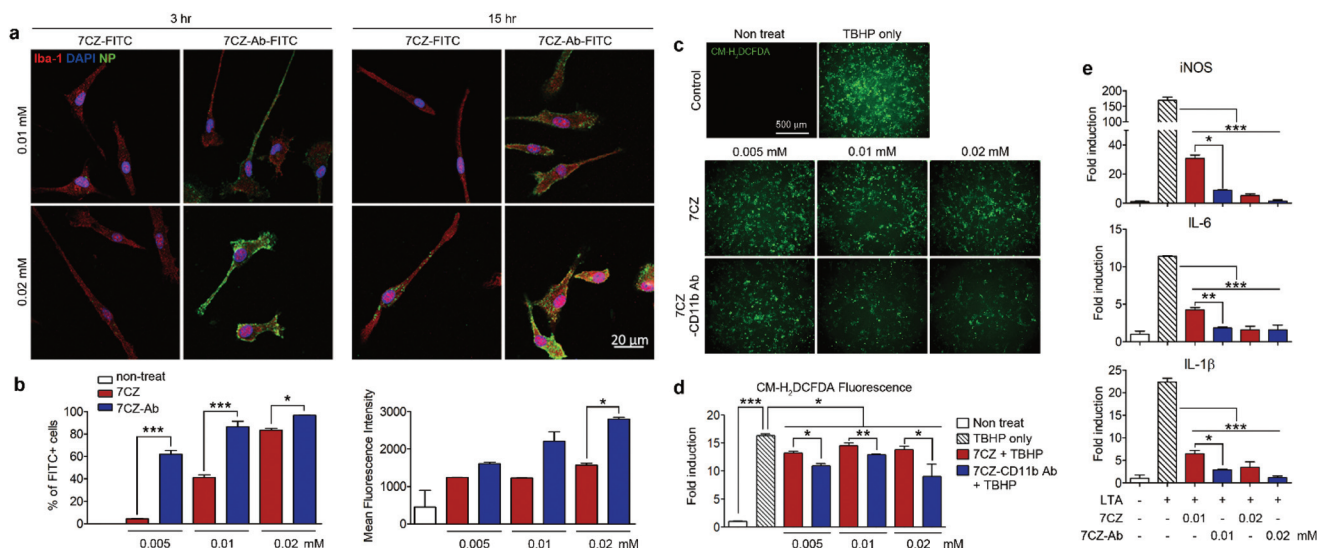 a
3 hr
15 hr
7CZ-FITC
7CZ-Ab-FITC
7CZ-FITC
7CZ-Ab-FITC
Iba-1 DAPI NP
0.01 mM
0.02 mM
20 μm
b
non-treat
7CZ
7CZ-Ab
% of FITC+ cells
100
80
60
40
20
0
***
***
*
0.005
0.01
0.02 mM
Mean Fluorescence Intensity
3000
2000
1000
0
*
0.005
0.01
0.02 mM
c
Non treat
TBHP only
CM-H2DCFDA
Control
500 μm
0.005 mM
0.01 mM
0.02 mM
7CZ
7CZ
-CD11b Ab
d
CM-H2DCFDA Fluorescence
Fold induction
20
15
10
5
0
***
*
*
**
*
0.005
0.01
0.02 mM
Non treat
TBHP only
7CZ + TBHP
7CZ-CD11b Ab
+ TBHP
e
iNOS
Fold induction
200
150
100
40
20
0
***
*
IL-6
Fold induction
15
10
5
0
***
**
IL-1β
Fold induction
25
20
15
10
5
0
***
*
LTA - + + + + +
7CZ - - 0.01 - 0.02 -
7CZ-Ab - - - 0.01 - 0.02 mM